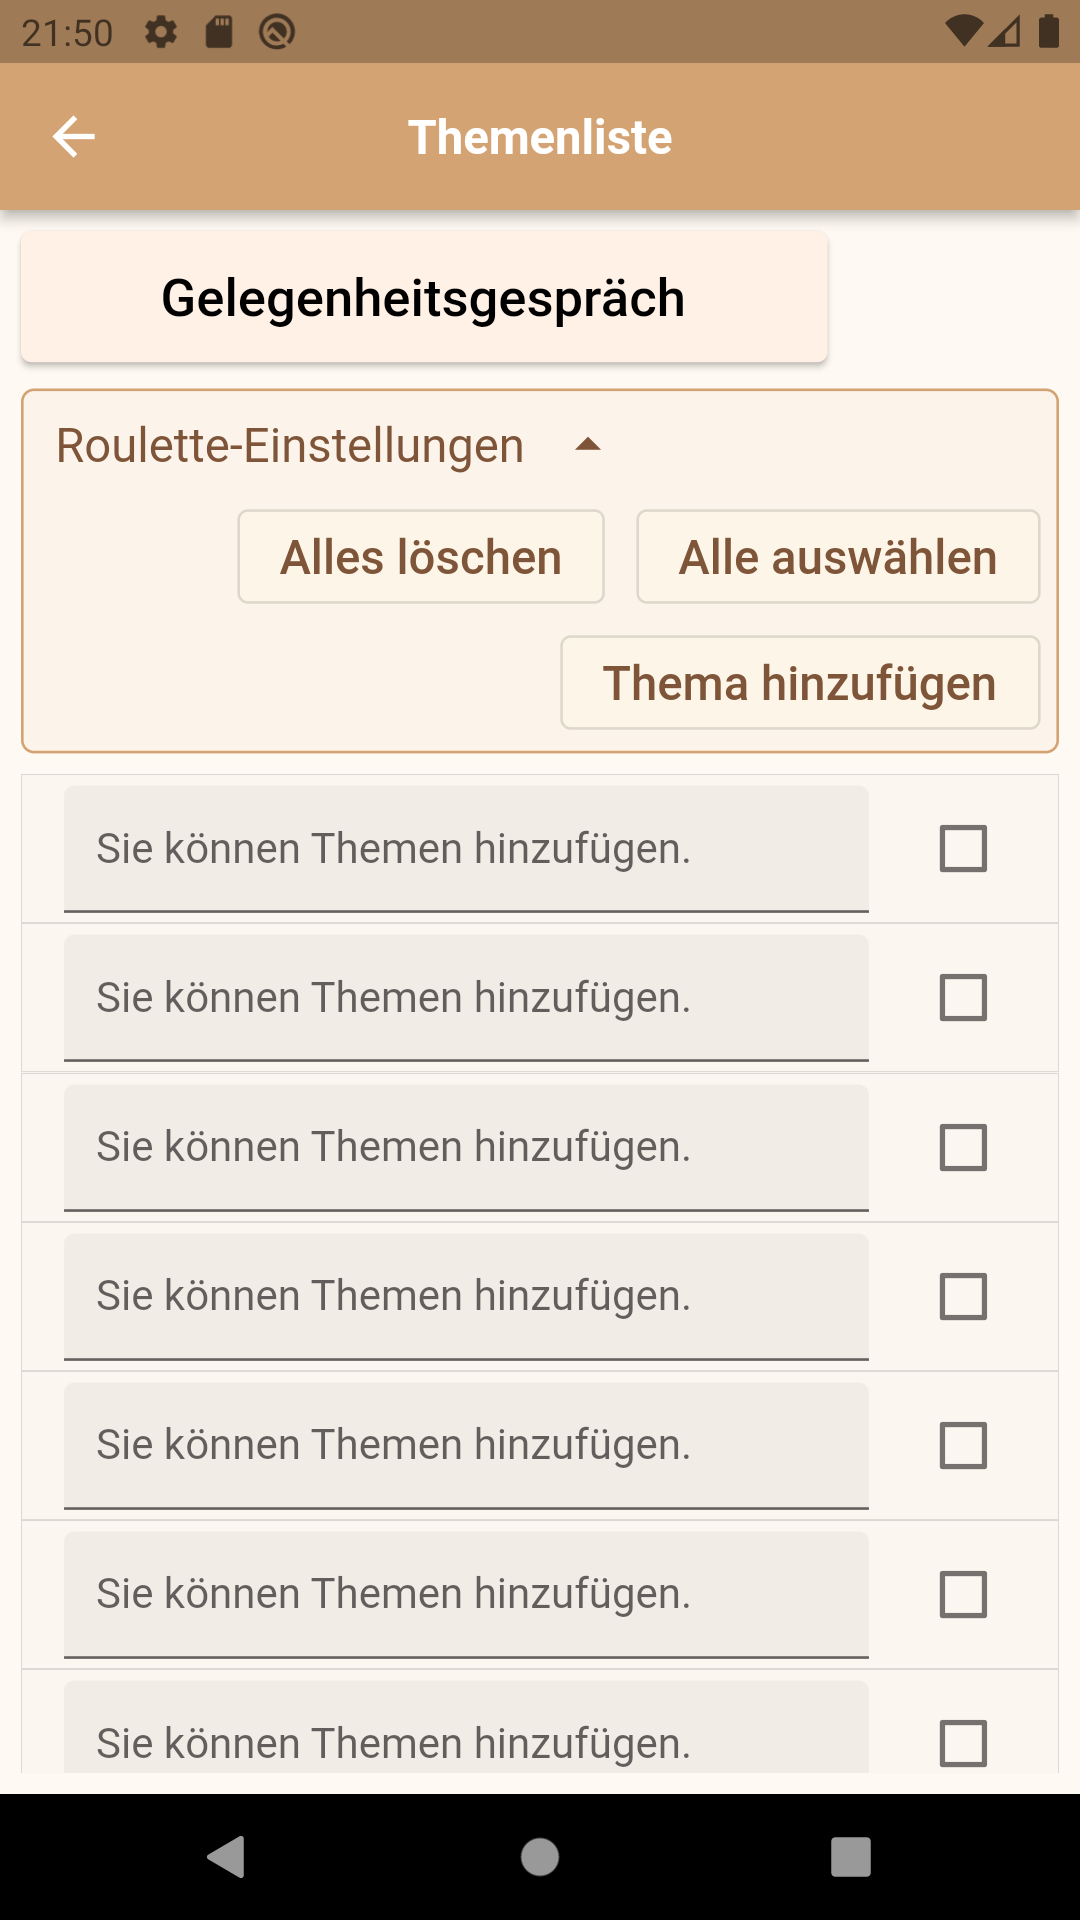 21:50
Themenliste
Gelegenheitsgespräch
Roulette-Einstellungen
Alles löschen
Alle auswählen
Thema hinzufügen
Sie können Themen hinzufügen.
Sie können Themen hinzufügen.
Sie können Themen hinzufügen.
Sie können Themen hinzufügen.
Sie können Themen hinzufügen.
Sie können Themen hinzufügen.
Sie können Themen hinzufügen.